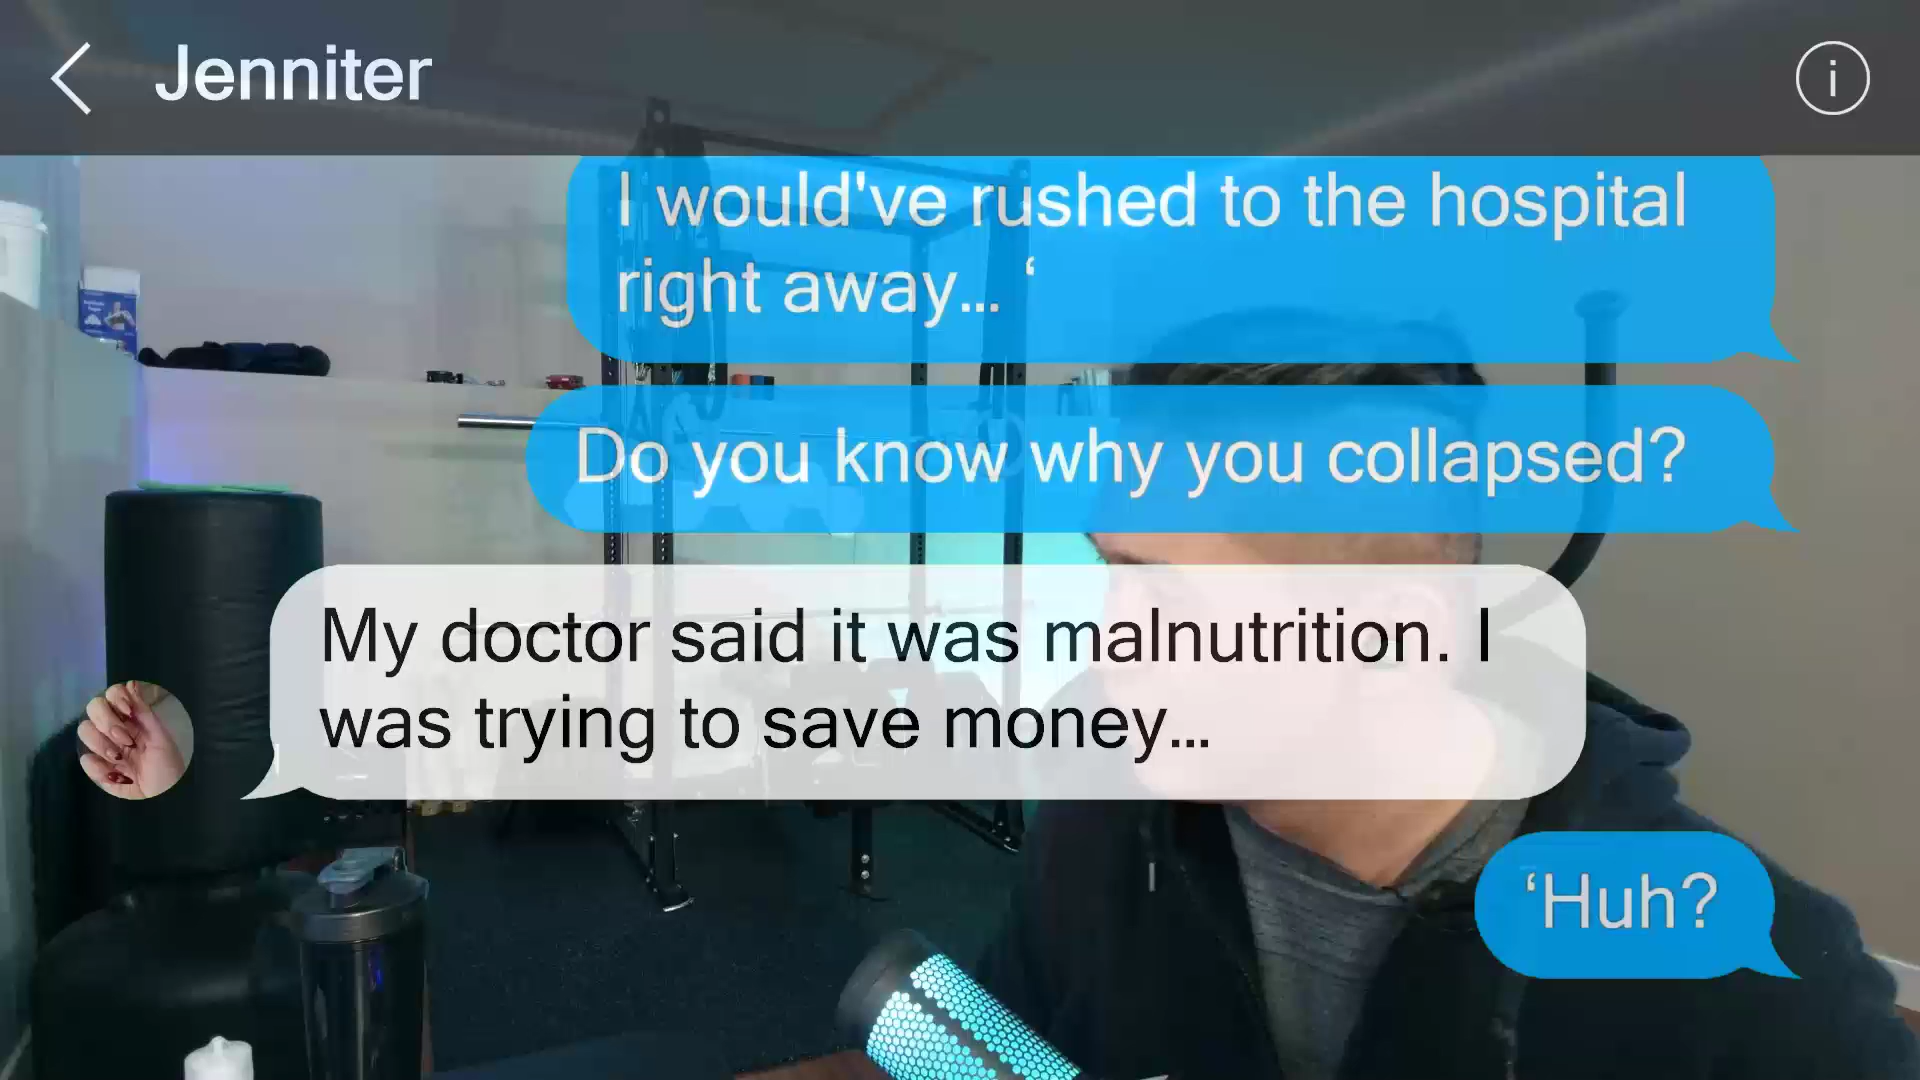 Jenniter
I would've rushed to the hospital
right away... ‘
Do you know why you collapsed?
My doctor said it was malnutrition. I
was trying to save money...
‘Huh?